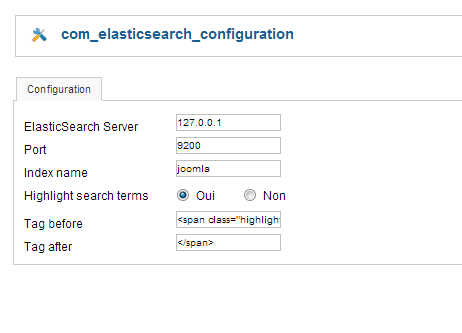 com_elasticsearch_configuration
Configuration
ElasticSearch Server 127.0.0.1
Port 9200
Index name joomla
Highlight search terms Oui Non
Tag before <span class="highligh
Tag after </span>